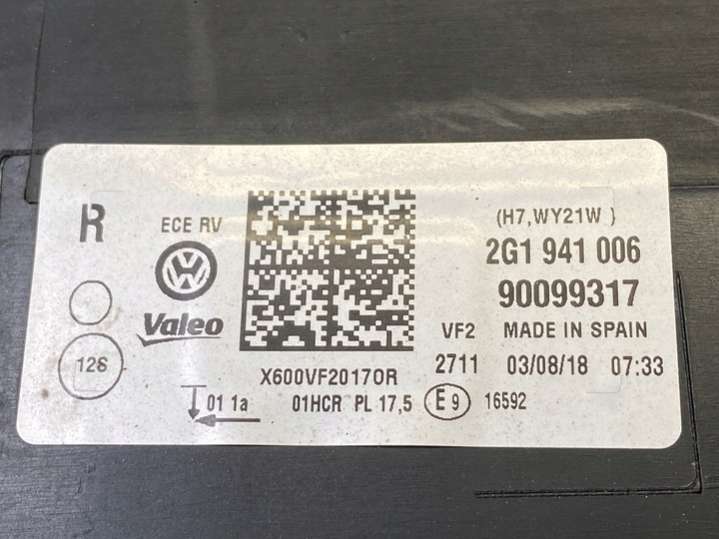 R
ECE RV
(H7,WY21W )
2G1 941 006
90099317
Valeo
VF2 MADE IN SPAIN
X600VF20170R
2711 03/08/18 07:33
126
01 1a
01HCR PL 17,5
E9
16592